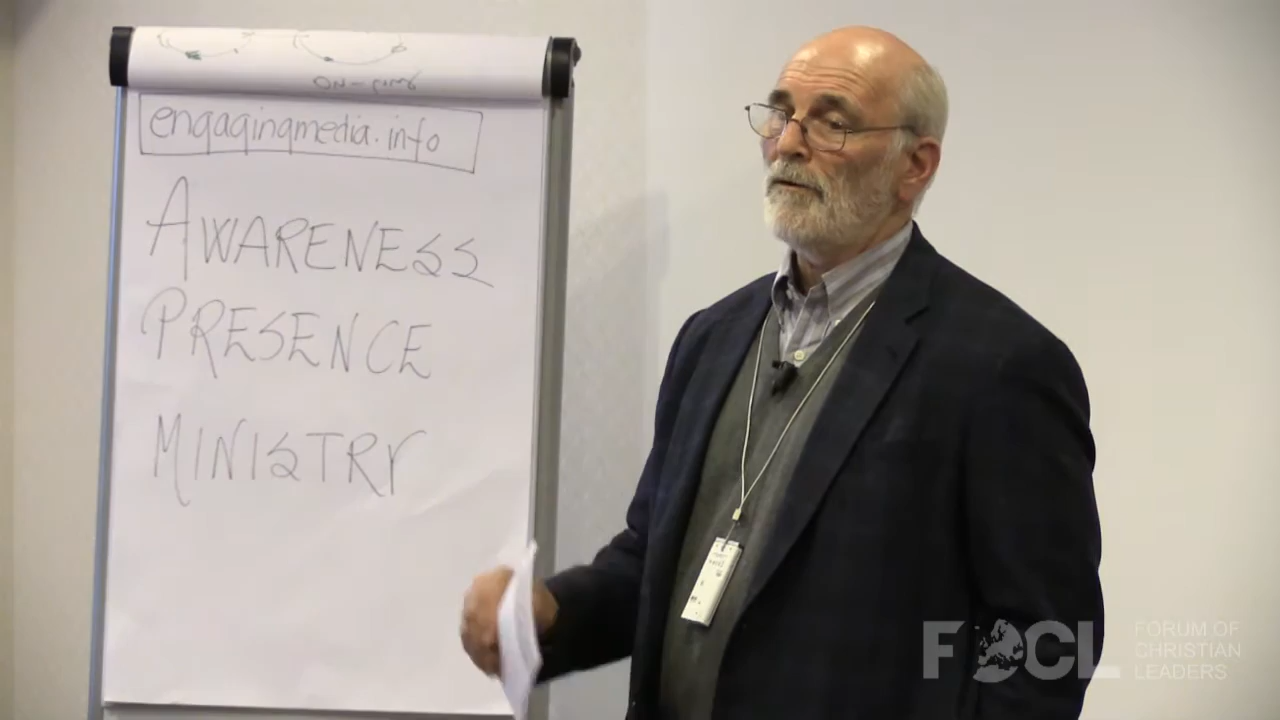 engagingmedia.info
AWARENESS
PRESENCE
MINISTRY
FOCL
FORUM OF
CHRISTIAN
LEADERS